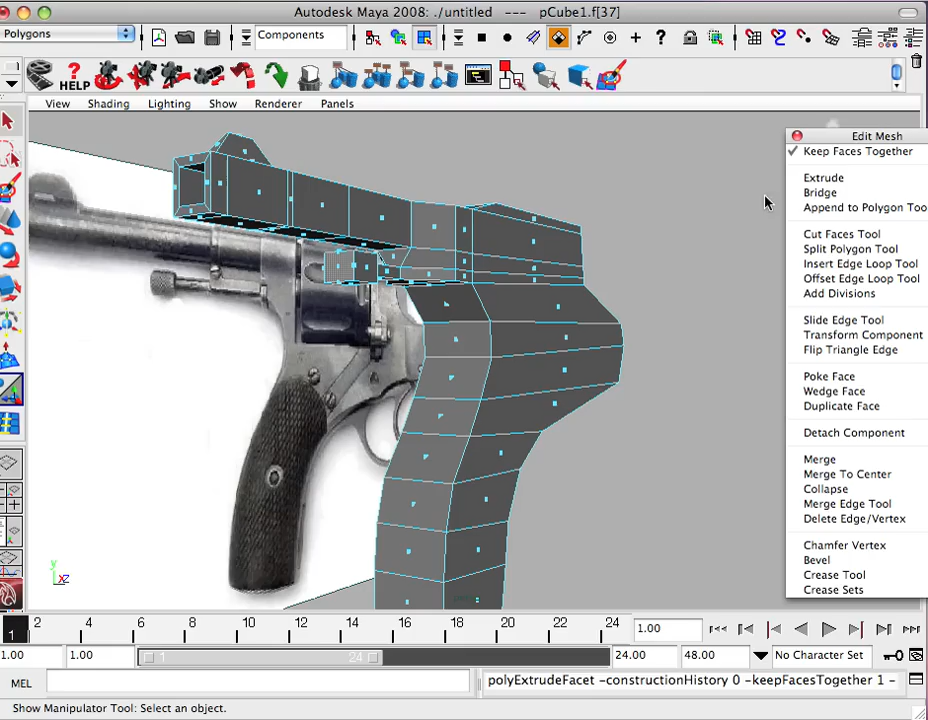 Autodesk Maya 2008: ./untitled --- pCube1.f[37]
Polygons
Components
HELP
View Shading Lighting Show Renderer Panels
Edit Mesh
Keep Faces Together
Extrude
Bridge
Append to Polygon Too
Cut Faces Tool
Split Polygon Tool
Insert Edge Loop Tool
Offset Edge Loop Tool
Add Divisions
Slide Edge Tool
Transform Component
Flip Triangle Edge
Poke Face
Wedge Face
Duplicate Face
Detach Component
Merge
Merge To Center
Collapse
Merge Edge Tool
Delete Edge/Vertex
Chamfer Vertex
Bevel
Crease Tool
Crease Sets
y
xz
1 2 4 6 8 10 12 14 16 18 20 22 24
1.00
1.00 1.00 1 24 24.00 48.00 No Character Set
MEL
polyExtrudeFacet -constructionHistory 0 -keepFacesTogether 1 -
Show Manipulator Tool: Select an object.